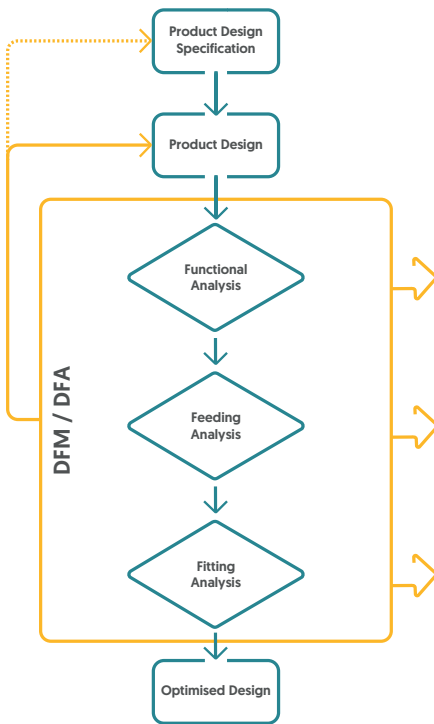 Product Design
Specification
Product Design
Functional
Analysis
DFM / DFA
Feeding
Analysis
Fitting
Analysis
Optimised Design